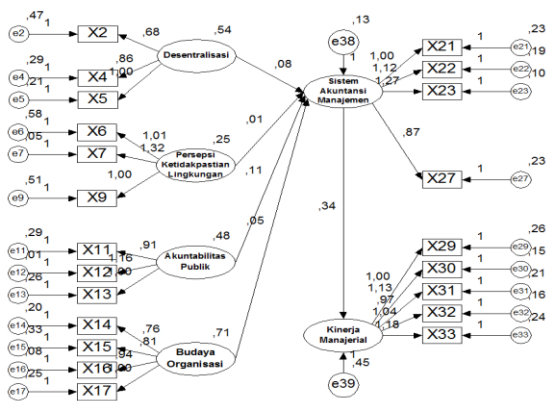 ,47
e2
1
X2
,68
,54
Desentralisasi
,29
e4
1
X4
,86
,21
e5
1
X5
1,00
,08
,58
e6
1
X6
1,01
,25
,05
e7
1
X7
1,32
Persepsi
Ketidakpastian
Lingkungan
,01
,51
e9
1
X9
1,00
,11
,29
e11
1
X11
,91
,48
,01
e12
1
X12
1,16
Akuntabilitas
Publik
,05
,26
e13
1
X13
1,00
,20
e14
1
X14
,76
,71
,33
e15
1
X15
,81
Budaya
Organisasi
,08
e16
1
X16
,94
,25
e17
1
X17
1,00
,13
e38
1
Sistem
Akuntansi
Manajemen
1,00
X21
1
e21
,23
1,12
X22
1
e22
,19
1,27
X23
1
e23
,10
,87
X27
1
e27
,23
,34
1,00
X29
1
e29
,26
1,13
X30
1
e30
,15
,97
X31
1
e31
,21
1,04
X32
1
e32
,16
1,18
X33
1
e33
,24
Kinerja
Manajerial
1
,45
e39